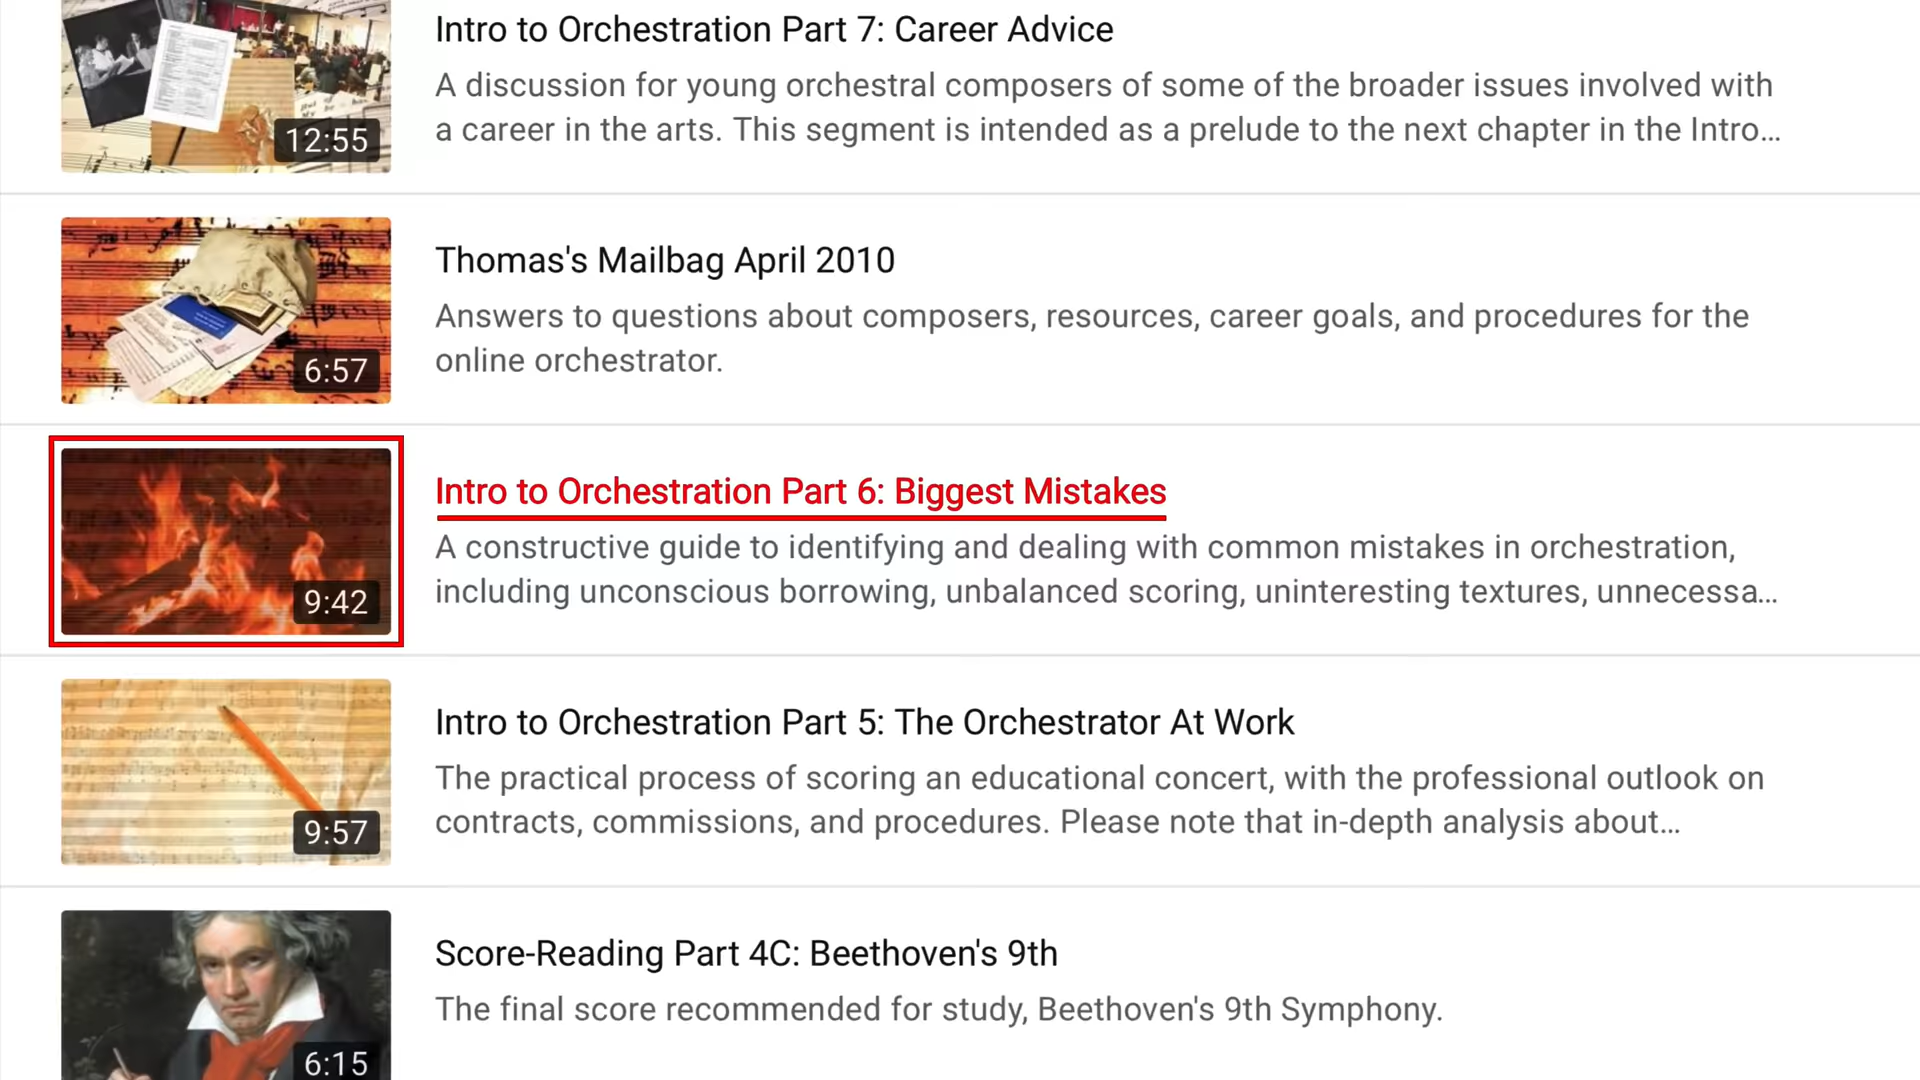 Intro to Orchestration Part 7: Career Advice
A discussion for young orchestral composers of some of the broader issues involved with
a career in the arts. This segment is intended as a prelude to the next chapter in the Intro...
12:55
Thomas's Mailbag April 2010
Answers to questions about composers, resources, career goals, and procedures for the
online orchestrator.
6:57
Intro to Orchestration Part 6: Biggest Mistakes
A constructive guide to identifying and dealing with common mistakes in orchestration,
including unconscious borrowing, unbalanced scoring, uninteresting textures, unnecessa...
9:42
Intro to Orchestration Part 5: The Orchestrator At Work
The practical process of scoring an educational concert, with the professional outlook on
contracts, commissions, and procedures. Please note that in-depth analysis about...
9:57
Score-Reading Part 4C: Beethoven's 9th
The final score recommended for study, Beethoven's 9th Symphony.
6:15